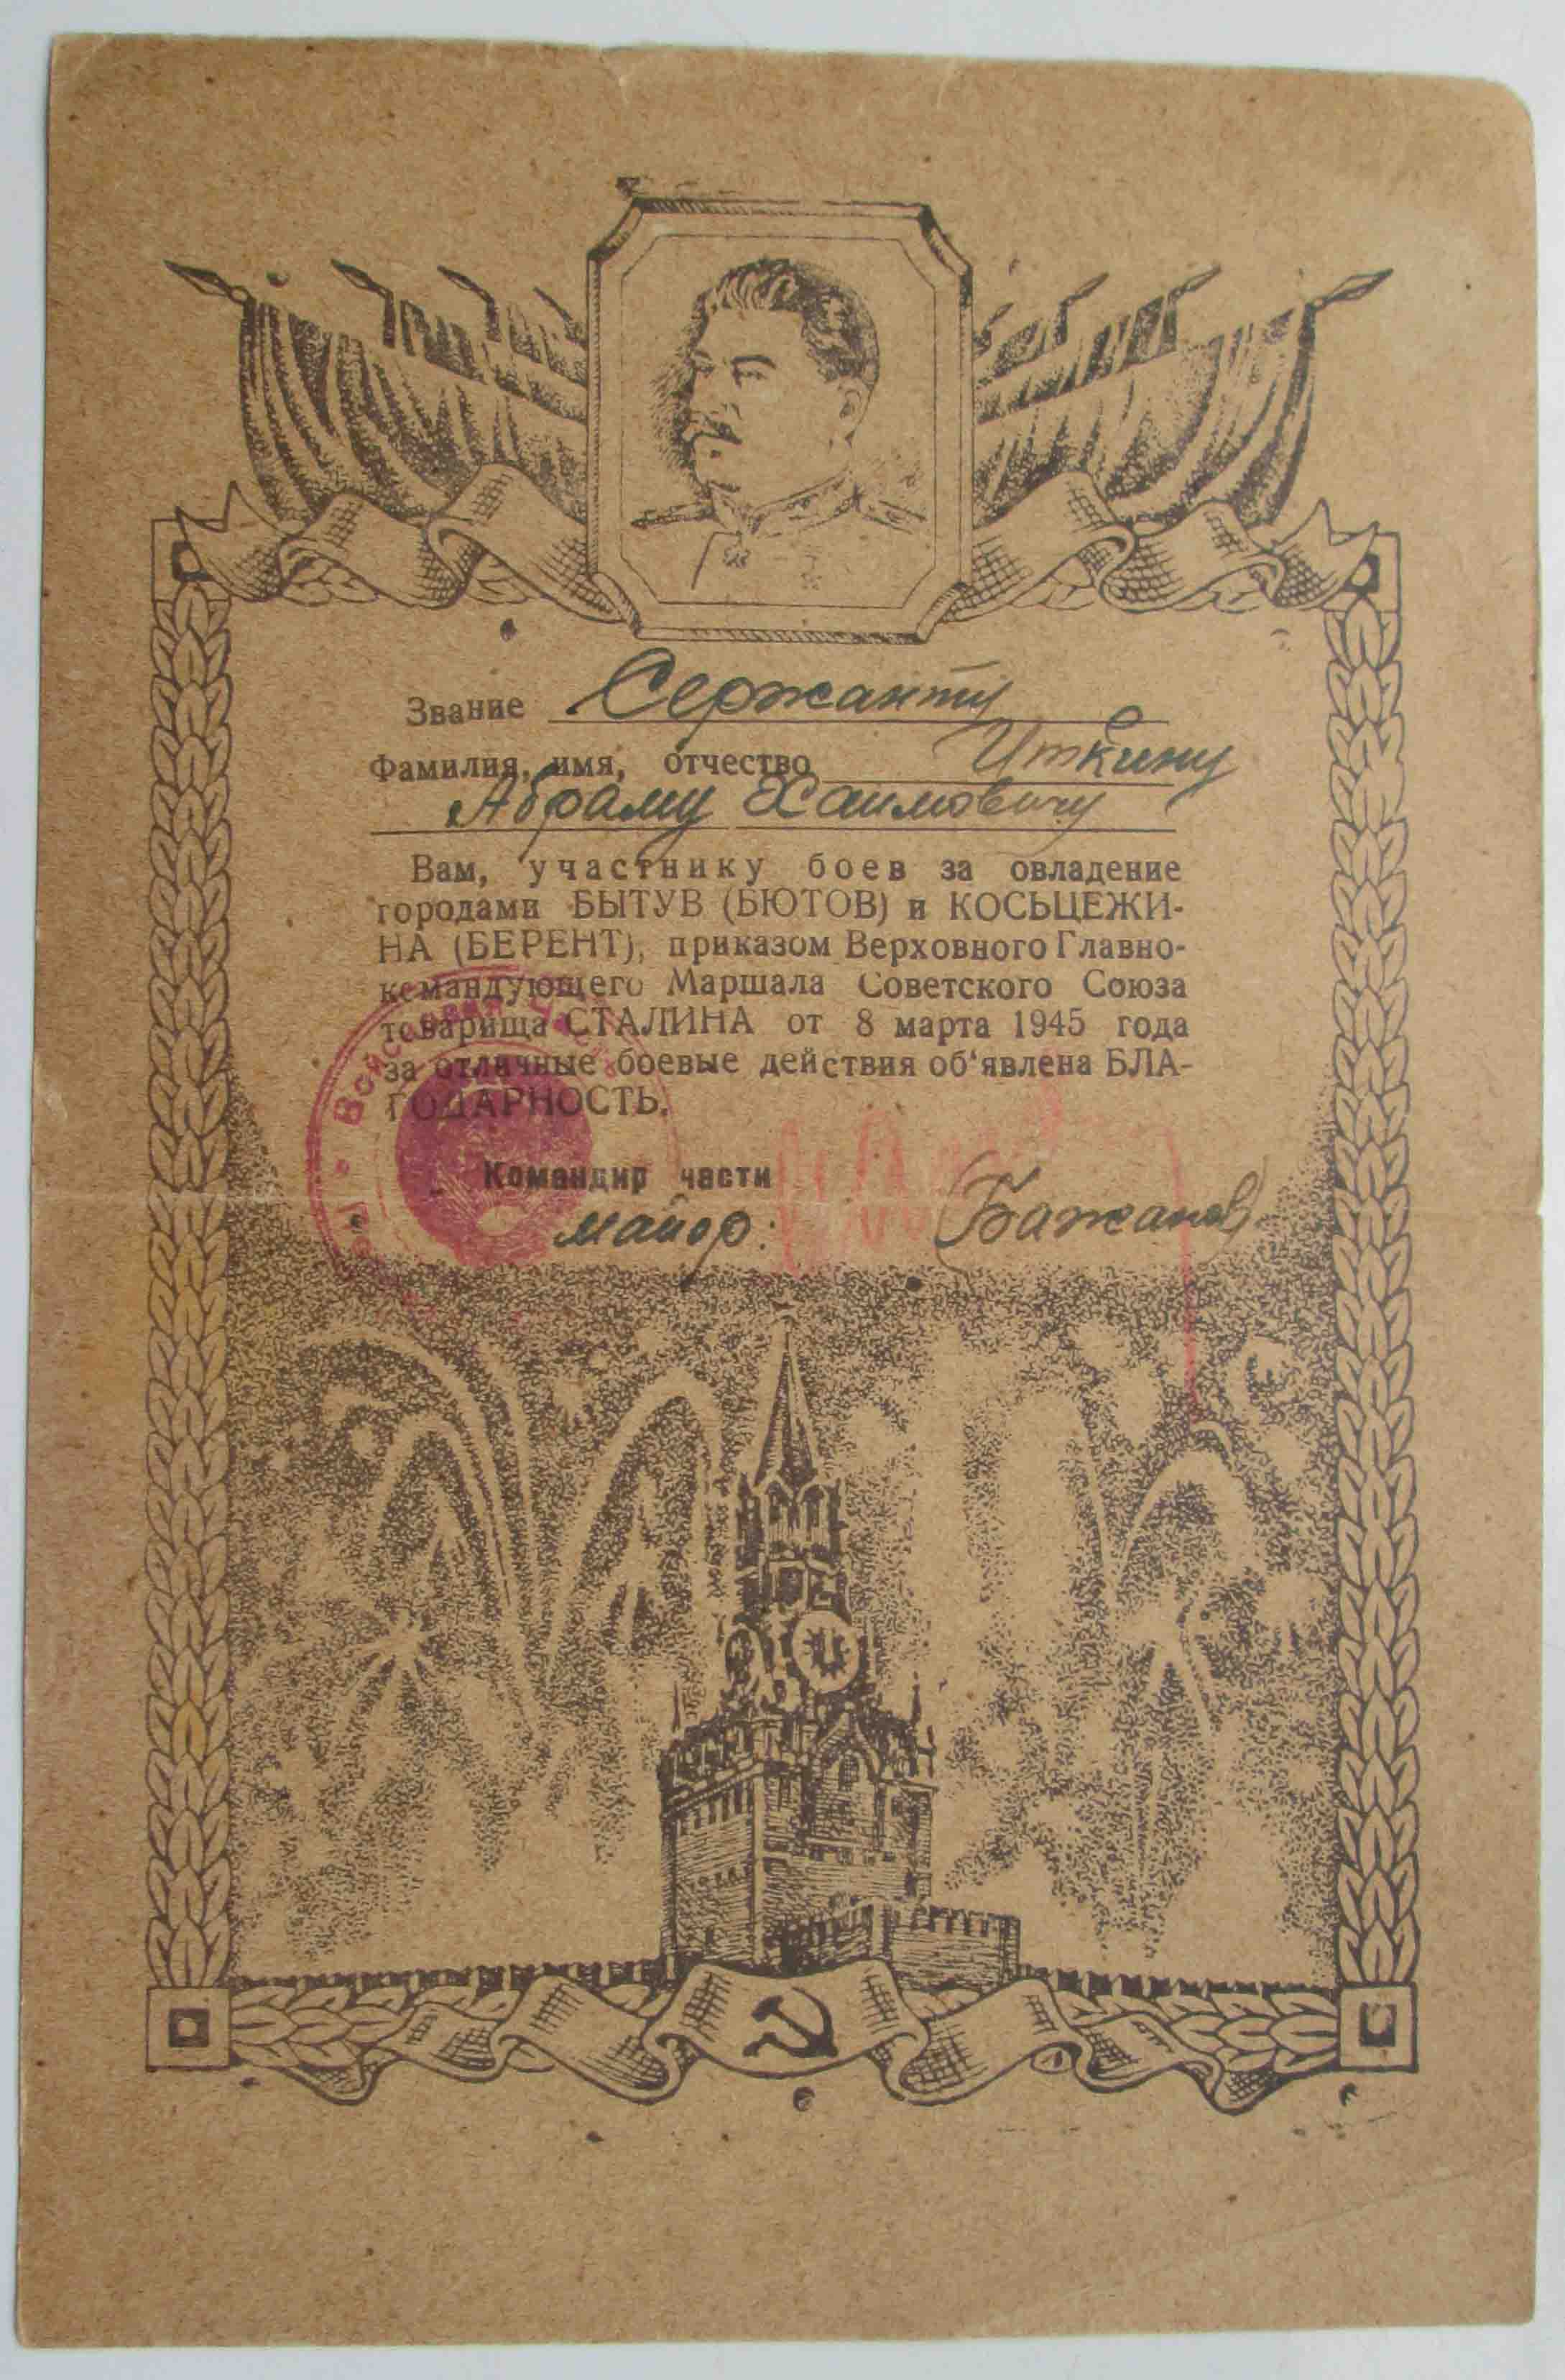 Звание Сержанту
Фамилия, имя, отчество Иткину
Абраму Хаимовичу
Вам, участнику боев за овладение
городами БЫТУВ (БЮТОВ) и КОСЬЦЕЖИ-
НА (БЕРЕНТ), приказом Верховного Главно-
командующего Маршала Советского Союза
товарища СТАЛИНА от 8 марта 1945 года
за отличные боевые действия об'явлена БЛА-
ГОДАРНОСТЬ.
Войсковая
Командир части
майор: (Бажанов)